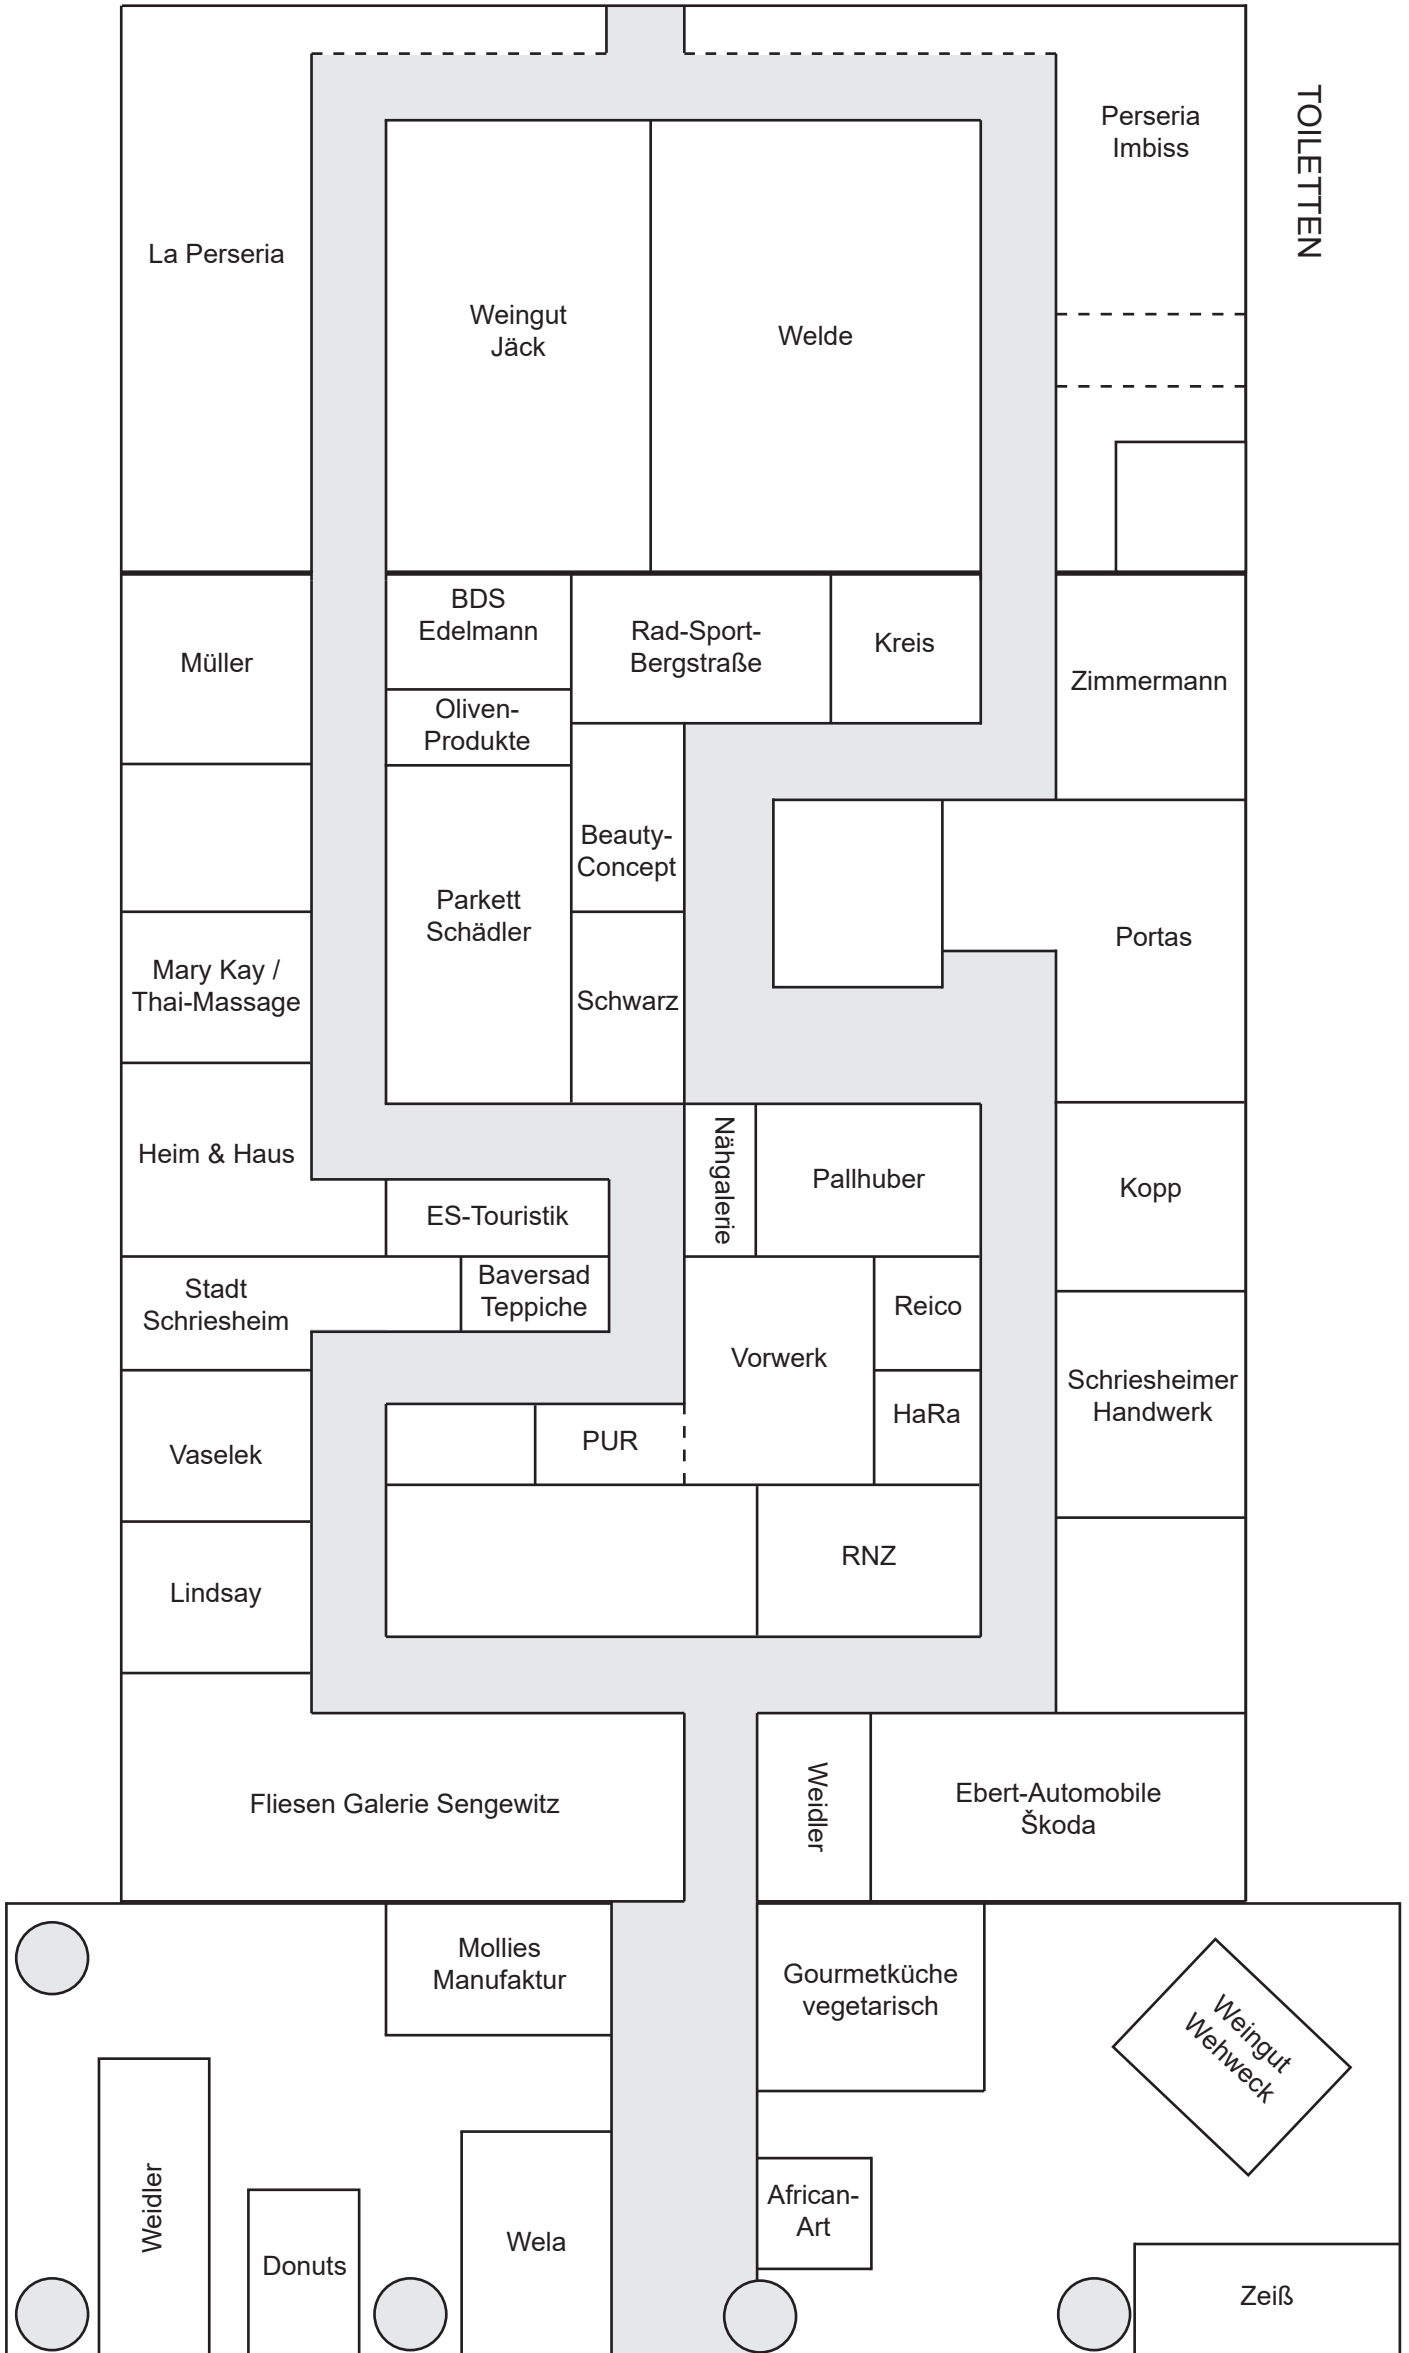 TOILETTEN
Perseria
Imbiss
La Perseria
Weingut
Jäck
Welde
BDS
Edelmann
Rad-Sport-
Bergstraße
Kreis
Müller
Zimmermann
Oliven-
Produkte
Beauty-
Concept
Parkett
Schädler
Portas
Mary Kay /
Thai-Massage
Schwarz
Heim & Haus
Nähgalerie
Pallhuber
Kopp
ES-Touristik
Stadt
Schriesheim
Baversad
Teppiche
Reico
Vorwerk
Schriesheimer
Handwerk
HaRa
Vaselek
PUR
RNZ
Lindsay
Fliesen Galerie Sengewitz
Weidler
Ebert-Automobile
Škoda
Mollies
Manufaktur
Gourmetküche
vegetarisch
Weingut
Wehweck
Weidler
Donuts
Wela
African-
Art
Zeiß